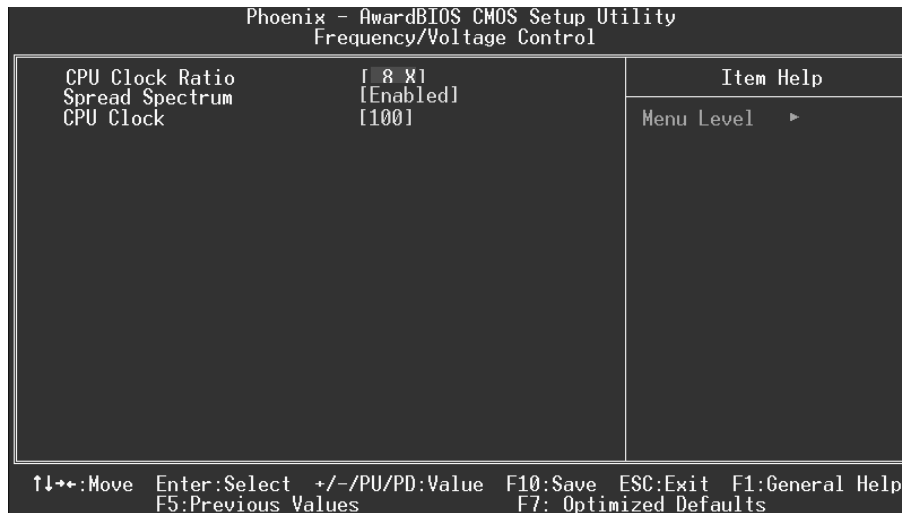 Phoenix - AwardBIOS CMOS Setup Utility
Frequency/Voltage Control
CPU Clock Ratio [ 8 X]
Spread Spectrum [Enabled]
CPU Clock [100]
Item Help
Menu Level ►
↑↓→←:Move Enter:Select +/-/PU/PD:Value F10:Save ESC:Exit F1:General Help
F5:Previous Values F7: Optimized Defaults